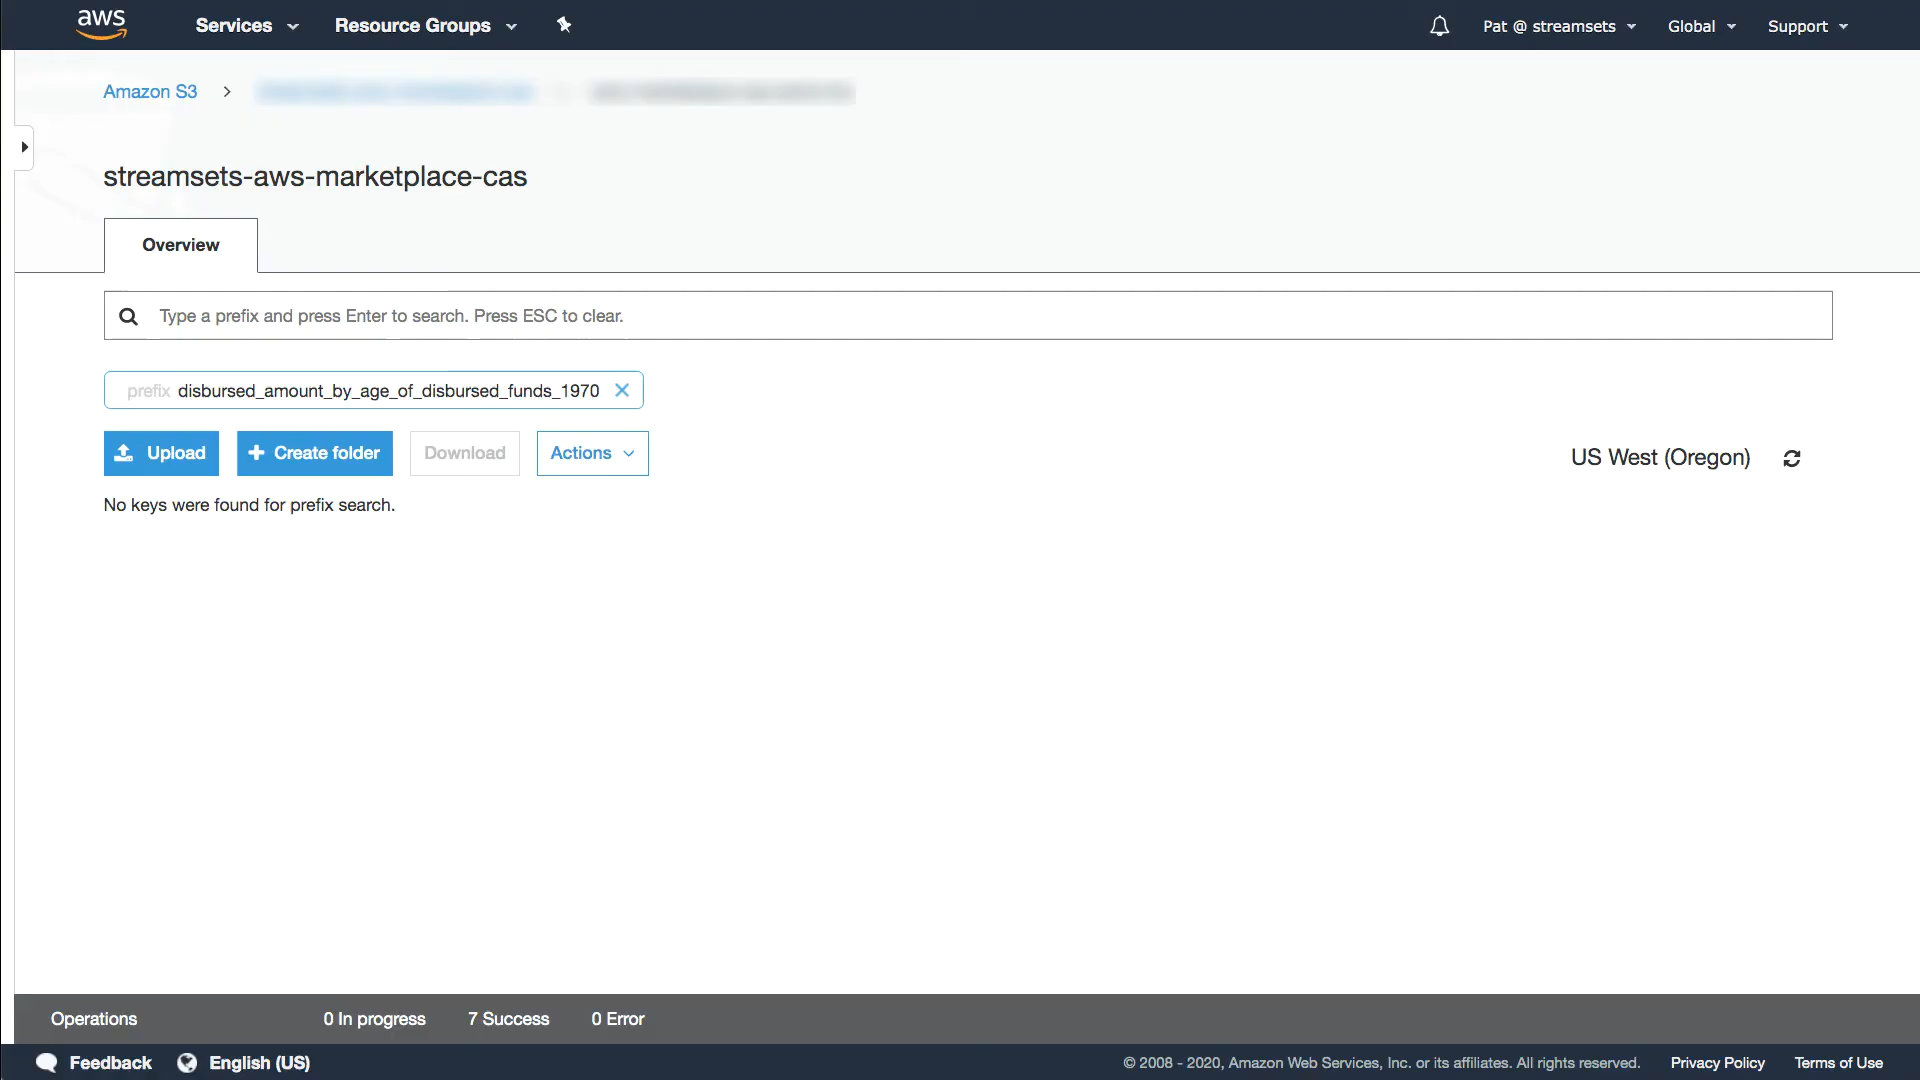 aws Services Resource Groups Pat @ streamsets Global Support
Amazon S3
streamsets-aws-marketplace-cas
Overview
Type a prefix and press Enter to search. Press ESC to clear.
prefix disbursed_amount_by_age_of_disbursed_funds_1970
Upload Create folder Download Actions US West (Oregon)
No keys were found for prefix search.
Operations 0 In progress 7 Success 0 Error
Feedback English (US) © 2008 - 2020, Amazon Web Services, Inc. or its affiliates. All rights reserved. Privacy Policy Terms of Use